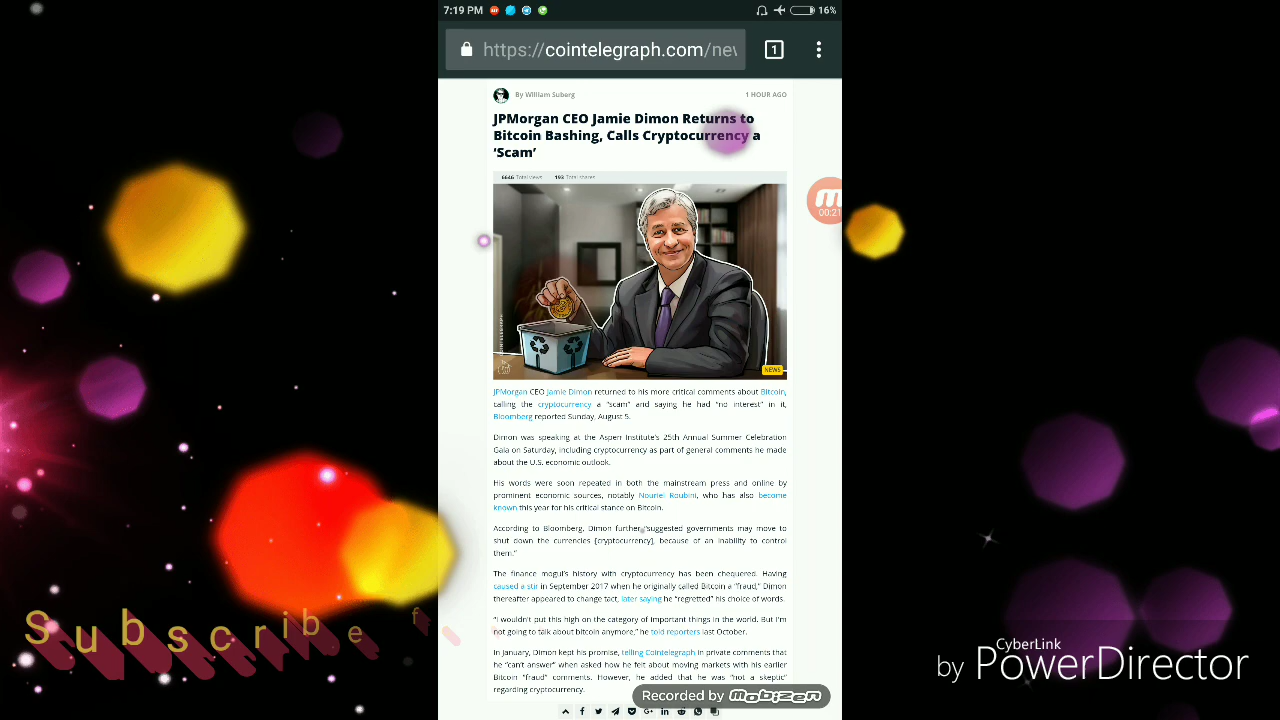 7:19 PM
16%
https://cointelegraph.com/nev
1
By William Suberg
1 HOUR AGO
JPMorgan CEO Jamie Dimon Returns to
Bitcoin Bashing, Calls Cryptocurrency a
‘Scam’
6646 Total views 193 Total shares
00:21
NEWS
JPMorgan CEO Jamie Dimon returned to his more critical comments about Bitcoin,
calling the cryptocurrency a “scam” and saying he had “no interest” in it,
Bloomberg reported Sunday, August 5.
Dimon was speaking at the Aspen Institute's 25th Annual Summer Celebration
Gala on Saturday, including cryptocurrency as part of general comments he made
about the U.S. economic outlook.
His words were soon repeated in both the mainstream press and online by
prominent economic sources, notably Nouriel Roubini, who has also become
known this year for his critical stance on Bitcoin.
According to Bloomberg, Dimon further “suggested governments may move to
shut down the currencies [cryptocurrency], because of an inability to control
them.”
The finance mogul's history with cryptocurrency has been chequered. Having
caused a stir in September 2017 when he originally called Bitcoin a “fraud,” Dimon
thereafter appeared to change tact, later saying he “regretted” his choice of words.
“I wouldn't put this high on the category of important things in the world. But I'm
not going to talk about bitcoin anymore,” he told reporters last October.
In January, Dimon kept his promise, telling Cointelegraph in private comments that
he “can't answer” when asked how he felt about moving markets with his earlier
Bitcoin “fraud” comments. However, he added that he was “not a skeptic”
regarding cryptocurrency.
Subscribe f
Recorded by mobizen
CyberLink
by PowerDirector